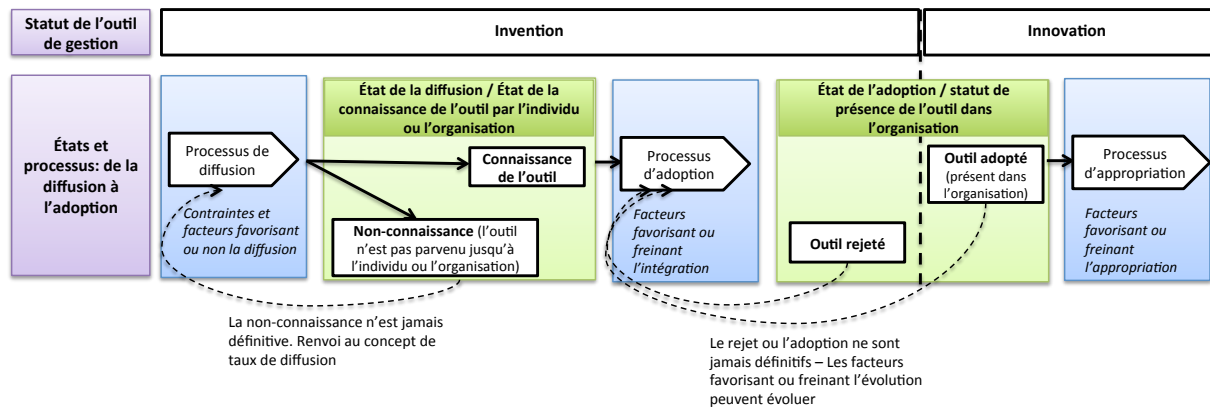 Statut de l’outil
de gestion
Invention
Innovation
États et
processus: de la
diffusion à
l’adoption
Processus de
diffusion
Contraintes et
facteurs favorisant
ou non la diffusion
État de la diffusion / État de la
connaissance de l’outil par l’individu
ou l’organisation
Connaissance
de l’outil
Non-connaissance (l’outil
n’est pas parvenu jusqu’à
l’individu ou l’organisation)
Processus
d’adoption
Facteurs
favorisant ou
freinant
l’intégration
État de l’adoption / statut de
présence de l’outil dans
l’organisation
Outil adopté
(présent dans
l’organisation)
Outil rejeté
Processus
d’appropriation
Facteurs
favorisant ou
freinant
l’appropriation
La non-connaissance n’est jamais
définitive. Renvoi au concept de
taux de diffusion
Le rejet ou l’adoption ne sont
jamais définitifs – Les facteurs
favorisant ou freinant l’évolution
peuvent évoluer